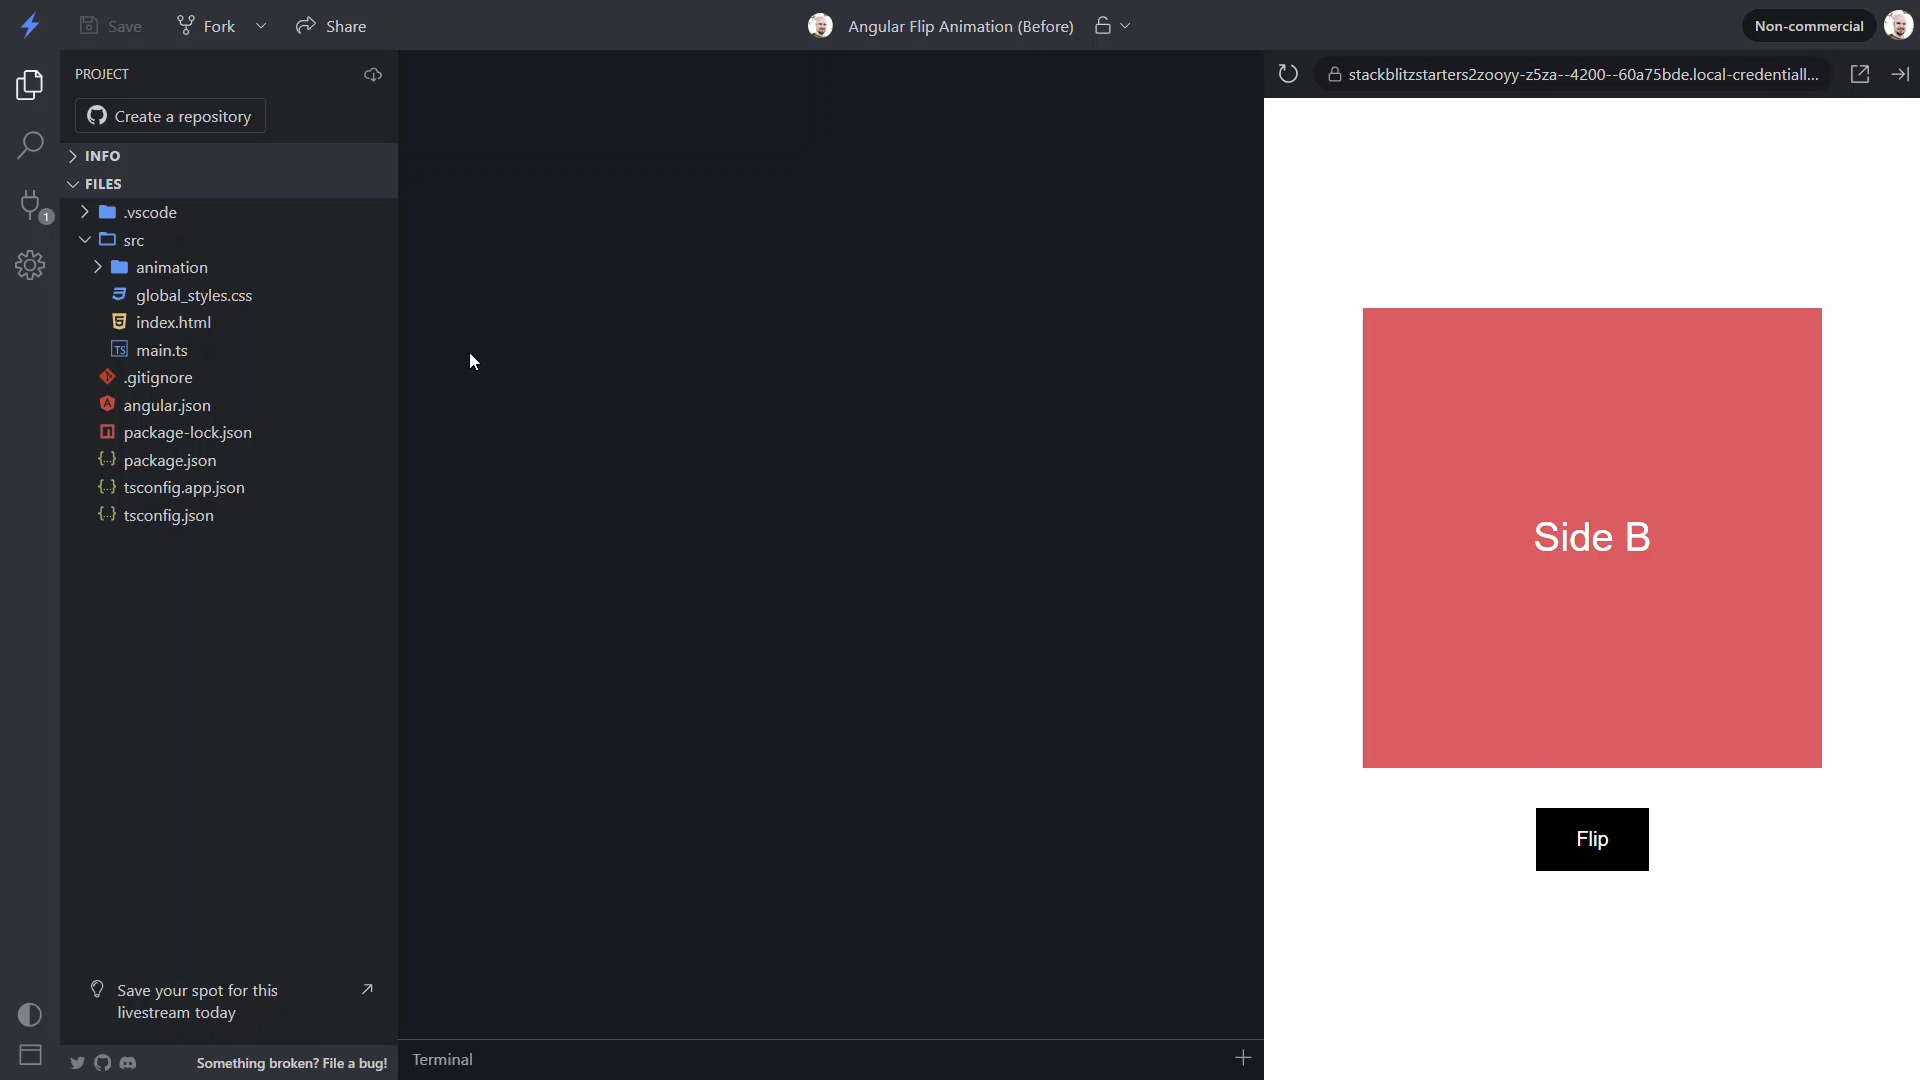 Save
Fork
Share
Angular Flip Animation (Before)
Non-commercial
PROJECT
stackblitzstarters2zooyy-z5za--4200--60a75bde.local-credentiall...
Create a repository
INFO
FILES
.vscode
src
animation
global_styles.css
index.html
TS main.ts
.gitignore
angular.json
package-lock.json
package.json
tsconfig.app.json
tsconfig.json
1
Side B
Flip
Save your spot for this
livestream today
Something broken? File a bug!
Terminal